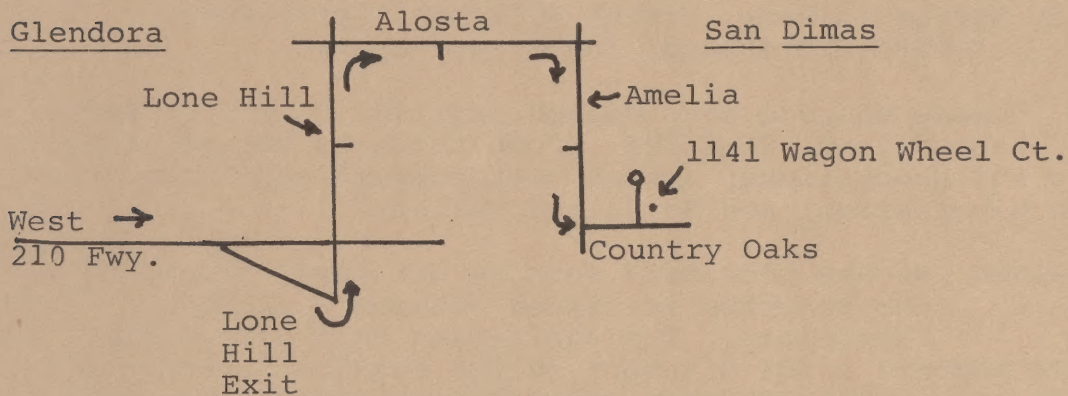 Glendora
Alosta
San Dimas
Lone Hill
Amelia
1141 Wagon Wheel Ct.
West
210 Fwy.
Country Oaks
Lone
Hill
Exit